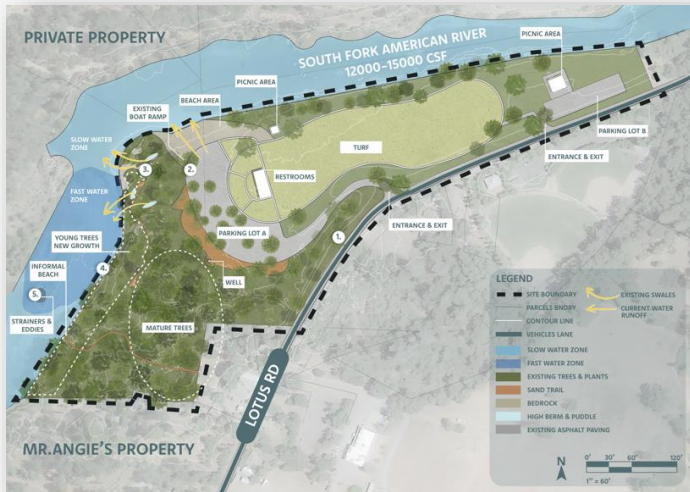 PRIVATE PROPERTY
SOUTH FORK AMERICAN RIVER
12000-15000 CSF
PICNIC AREA
PICNIC AREA
BEACH AREA
EXISTING
BOAT RAMP
SLOW WATER
ZONE
3.
2.
TURF
PARKING LOT B
ENTRANCE & EXIT
RESTROOMS
FAST WATER
ZONE
ENTRANCE & EXIT
PARKING LOT A
1.
YOUNG TREES
NEW GROWTH
WELL
INFORMAL
BEACH
4.
5.
STRAINERS &
EDDIES
MATURE TREES
LOTUS RD
MR.ANGIE'S PROPERTY
LEGEND
SITE BOUNDARY
EXISTING SWALES
PARCELS BNDRY
CONTOUR LINE
CURRENT WATER
RUNOFF
VEHICLES LANE
SLOW WATER ZONE
FAST WATER ZONE
EXISTING TREES & PLANTS
SAND TRAIL
BEDROCK
HIGH BERM & PUDDLE
EXISTING ASPHALT PAVING
N
0' 30' 60' 120'
1" = 60'